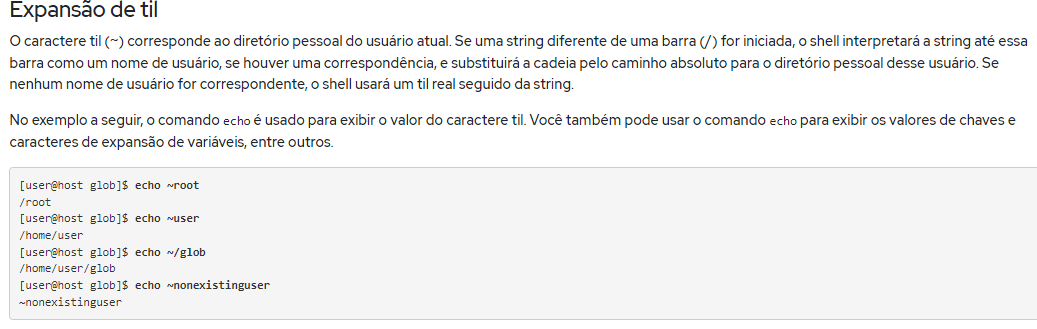 Expansão de til
O caractere til (~) corresponde ao diretório pessoal do usuário atual. Se uma string diferente de uma barra (/) for iniciada, o shell interpretará a string até essa
barra como um nome de usuário, se houver uma correspondência, e substituirá a cadeia pelo caminho absoluto para o diretório pessoal desse usuário. Se
nenhum nome de usuário for correspondente, o shell usará um til real seguido da string.
No exemplo a seguir, o comando echo é usado para exibir o valor do caractere til. Você também pode usar o comando echo para exibir os valores de chaves e
caracteres de expansão de variáveis, entre outros.
[user@host glob]$ echo ~root
/root
[user@host glob]$ echo ~user
/home/user
[user@host glob]$ echo ~/glob
/home/user/glob
[user@host glob]$ echo ~nonexistinguser
~nonexistinguser